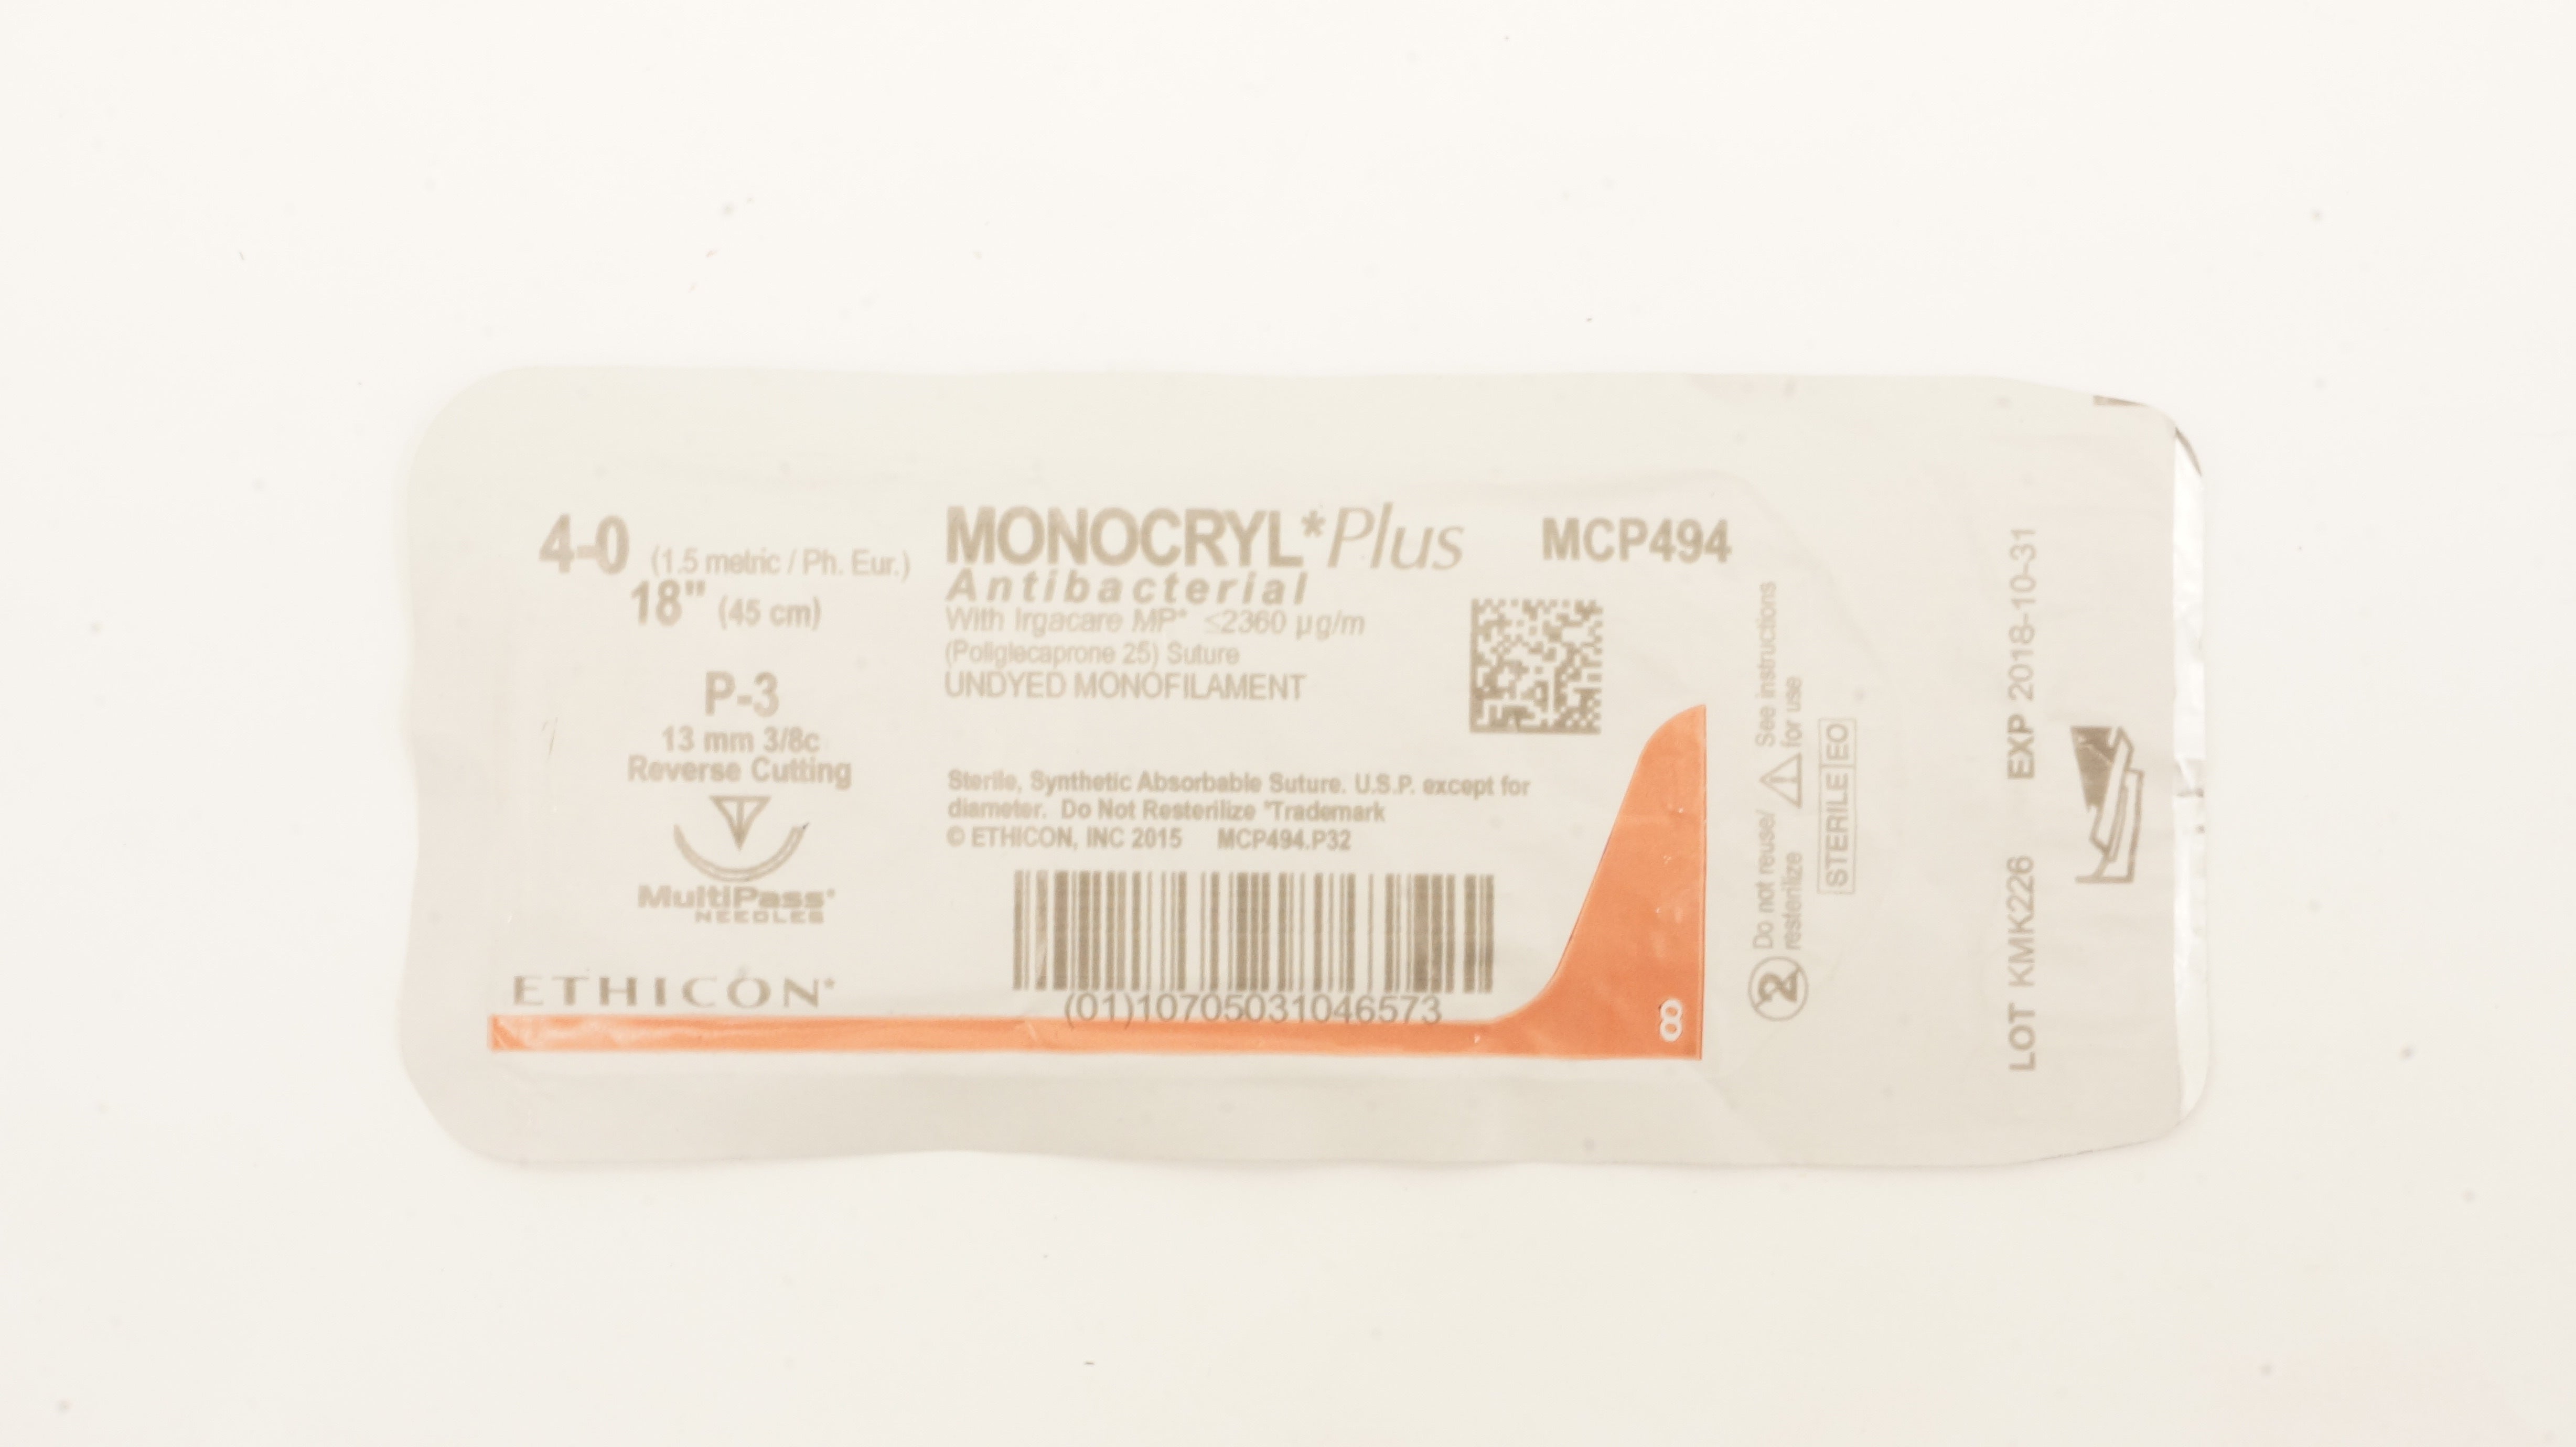 4-0 (1.5 metric / Ph. Eur.)
18" (45 cm)
P-3
13 mm 3/8c
Reverse Cutting
MultiPass*
NEEDLES
ETHICON*
MONOCRYL* Plus
Antibacterial
With Irgacare MP* ≤2360 µg/m
(Poliglecaprone 25) Suture
UNDYED MONOFILAMENT
MCP494
Sterile, Synthetic Absorbable Suture. U.S.P. except for
diameter. Do Not Resterilize *Trademark
© ETHICON, INC 2015 MCP494.P32
(01)10705031046573
8
2 Do not reuse/
resterilize
See instructions
for use
STERILE EO
LOT KMK226 EXP 2018-10-31